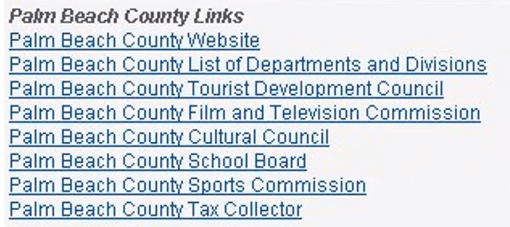 Palm Beach County Links
Palm Beach County Website
Palm Beach County List of Departments and Divisions
Palm Beach County Tourist Development Council
Palm Beach County Film and Television Commission
Palm Beach County Cultural Council
Palm Beach County School Board
Palm Beach County Sports Commission
Palm Beach County Tax Collector